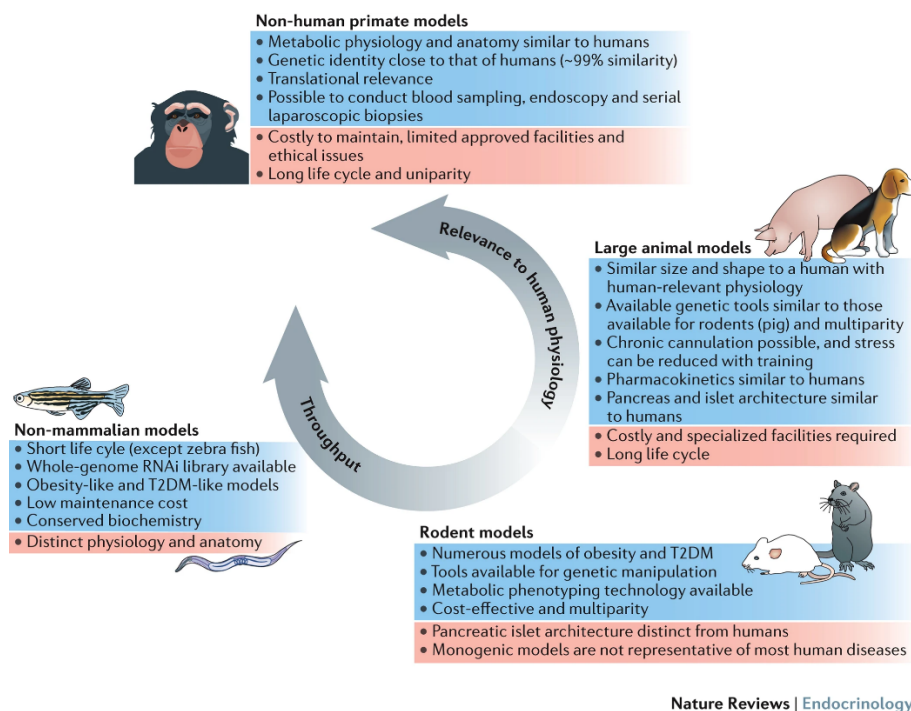 Non-human primate models
• Metabolic physiology and anatomy similar to humans
• Genetic identity close to that of humans (~99% similarity)
• Translational relevance
• Possible to conduct blood sampling, endoscopy and serial
laparoscopic biopsies
• Costly to maintain, limited approved facilities and
ethical issues
• Long life cycle and uniparity
Relevance to human physiology
Large animal models
• Similar size and shape to a human with
human-relevant physiology
• Available genetic tools similar to those
available for rodents (pig) and multiparity
• Chronic cannulation possible, and stress
can be reduced with training
• Pharmacokinetics similar to humans
• Pancreas and islet architecture similar
to humans
• Costly and specialized facilities required
• Long life cycle
Throughput
Non-mammalian models
• Short life cyle (except zebra fish)
• Whole-genome RNAi library available
• Obesity-like and T2DM-like models
• Low maintenance cost
• Conserved biochemistry
• Distinct physiology and anatomy
Rodent models
• Numerous models of obesity and T2DM
• Tools available for genetic manipulation
• Metabolic phenotyping technology available
• Cost-effective and multiparity
• Pancreatic islet architecture distinct from humans
• Monogenic models are not representative of most human diseases
Nature Reviews | Endocrinology